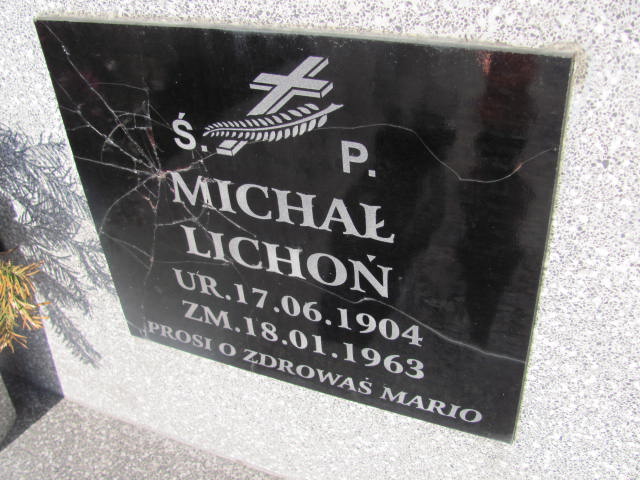 Ś. P.
MICHAŁ
LICHOŃ
UR.17.06.1904
ZM.18.01.1963
PROSI O ZDROWAŚ MARIO